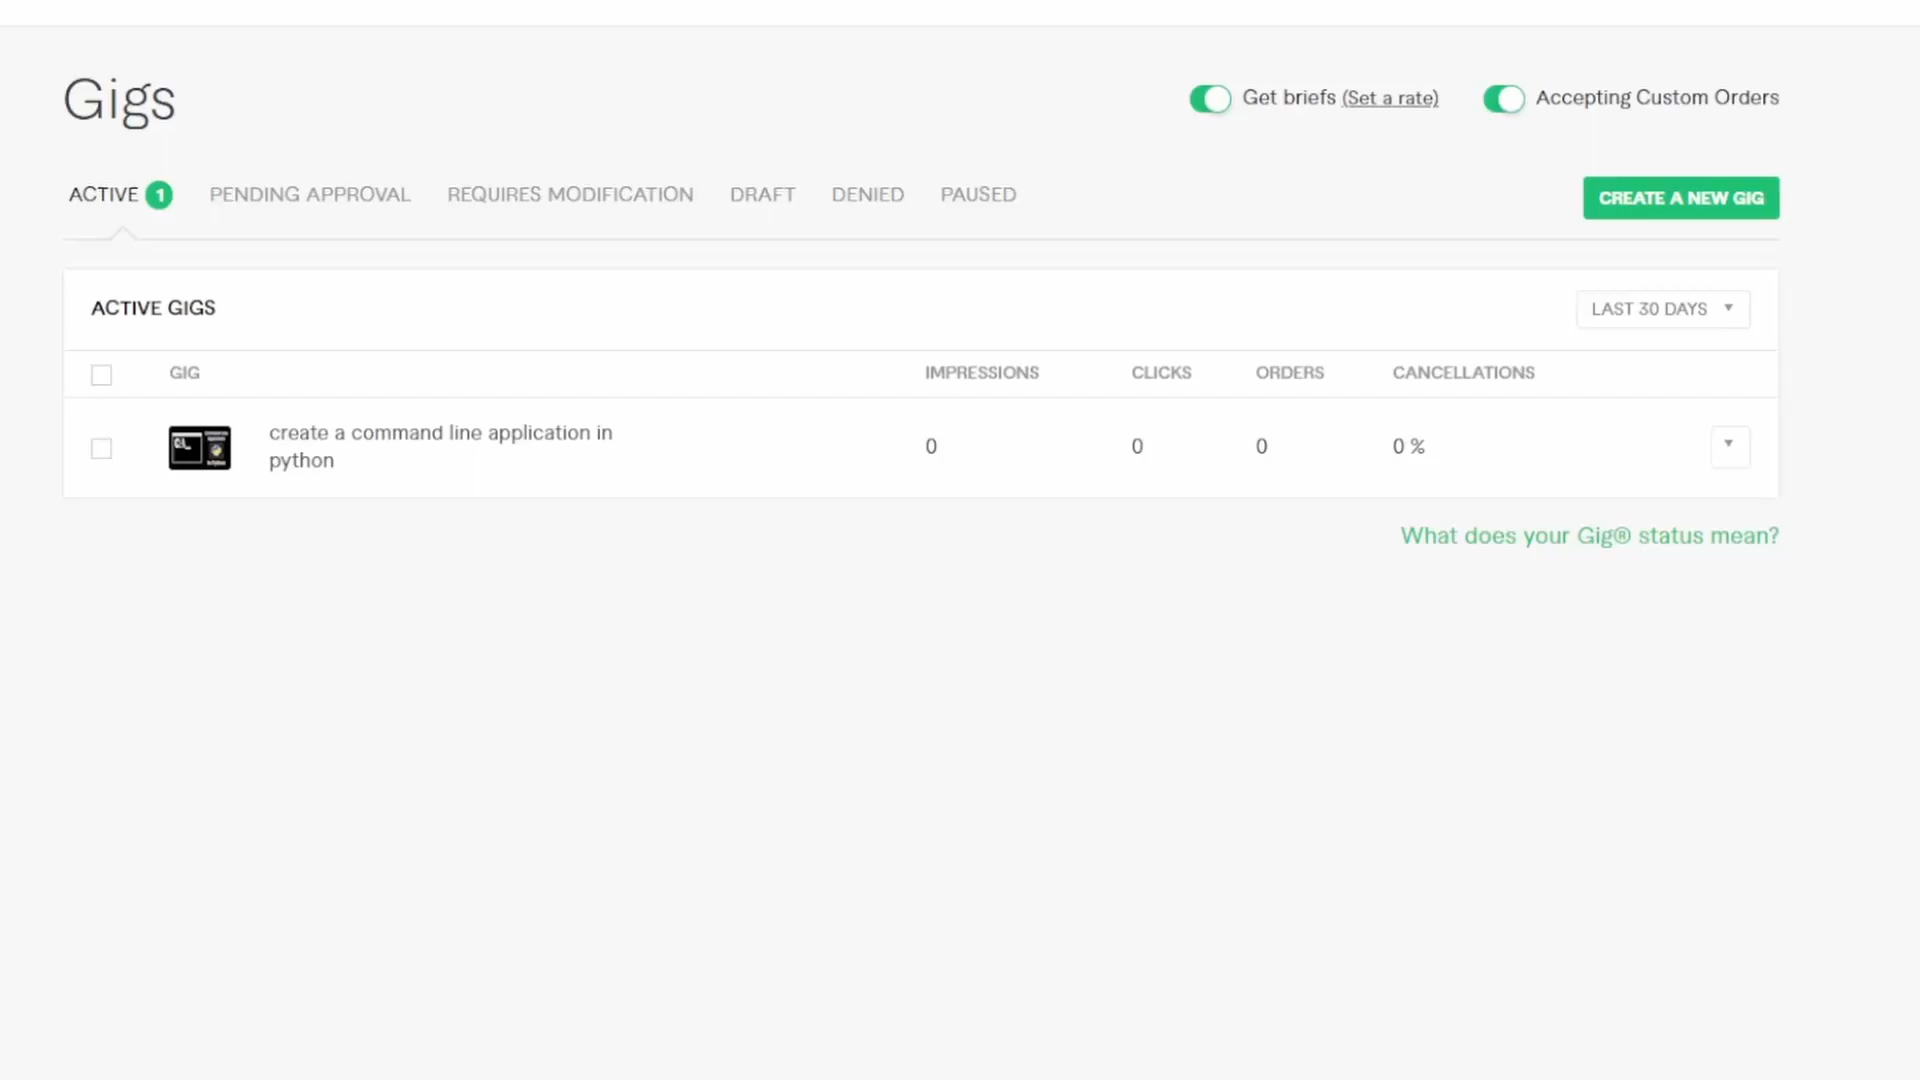 Gigs
Get briefs (Set a rate)
Accepting Custom Orders
ACTIVE 1
PENDING APPROVAL
REQUIRES MODIFICATION
DRAFT
DENIED
PAUSED
CREATE A NEW GIG
ACTIVE GIGS
LAST 30 DAYS
GIG
IMPRESSIONS
CLICKS
ORDERS
CANCELLATIONS
create a command line application in
python
0
0
0
0 %
What does your Gig® status mean?